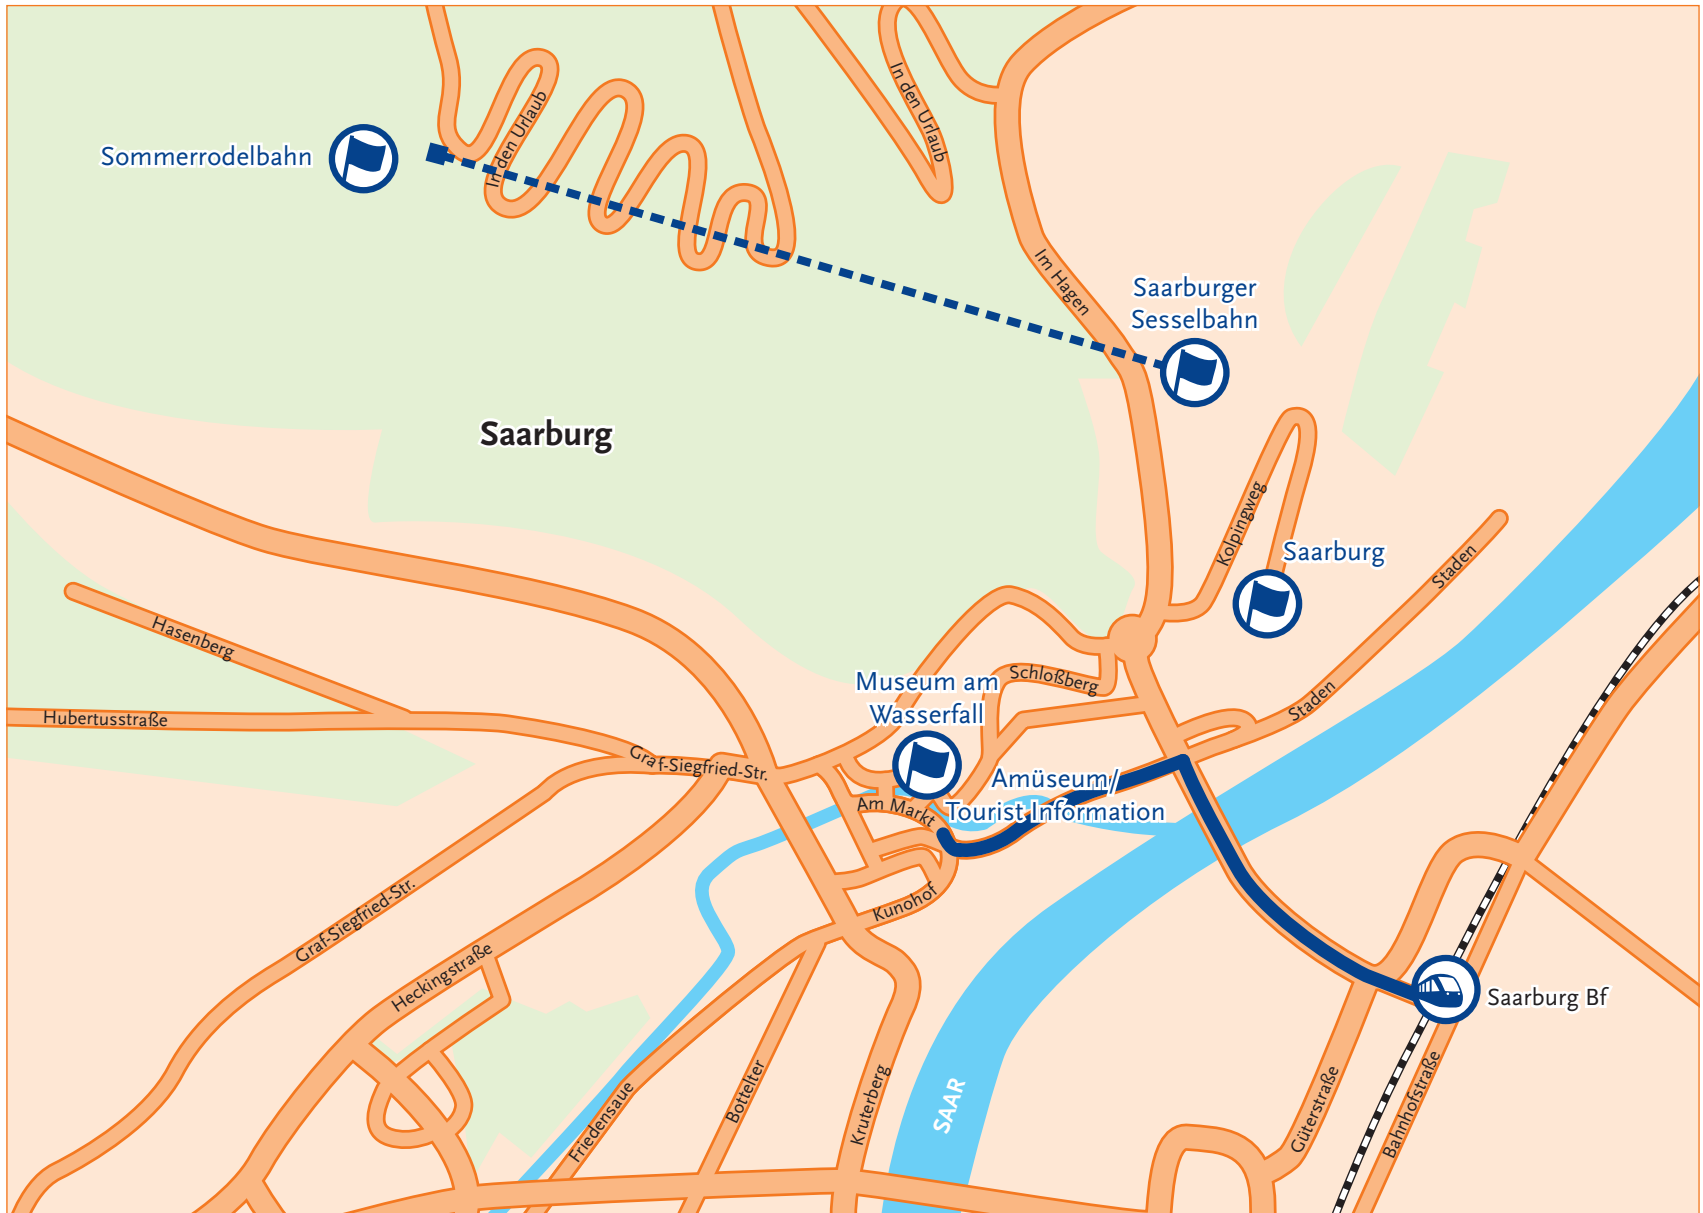 In den Urlaub
In den Urlaub
Sommerrodelbahn
Im Hagen
Saarburger
Sesselbahn
Saarburg
Kolpingweg
Saarburg
Staden
Hasenberg
Schloßberg
Museum am
Wasserfall
Staden
Hubertusstraße
Graf-Siegfried-Str.
Amüseum/
Tourist Information
Am Markt
Kunohof
Graf-Siegfried-Str.
Heckingstraße
Saarburg Bf
Friedensaue
Bottelter
Kruterberg
SAAR
Güterstraße
Bahnhofstraße